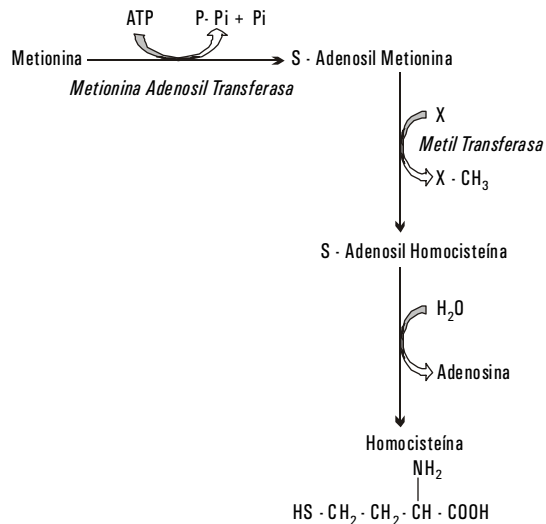 ATP P- Pi + Pi
Metionina S - Adenosil Metionina
Metionina Adenosil Transferasa
X
Metil Transferasa
X - CH₃
S - Adenosil Homocisteína
H₂O
Adenosina
Homocisteína
NH₂
HS - CH₂ - CH₂ - CH - COOH